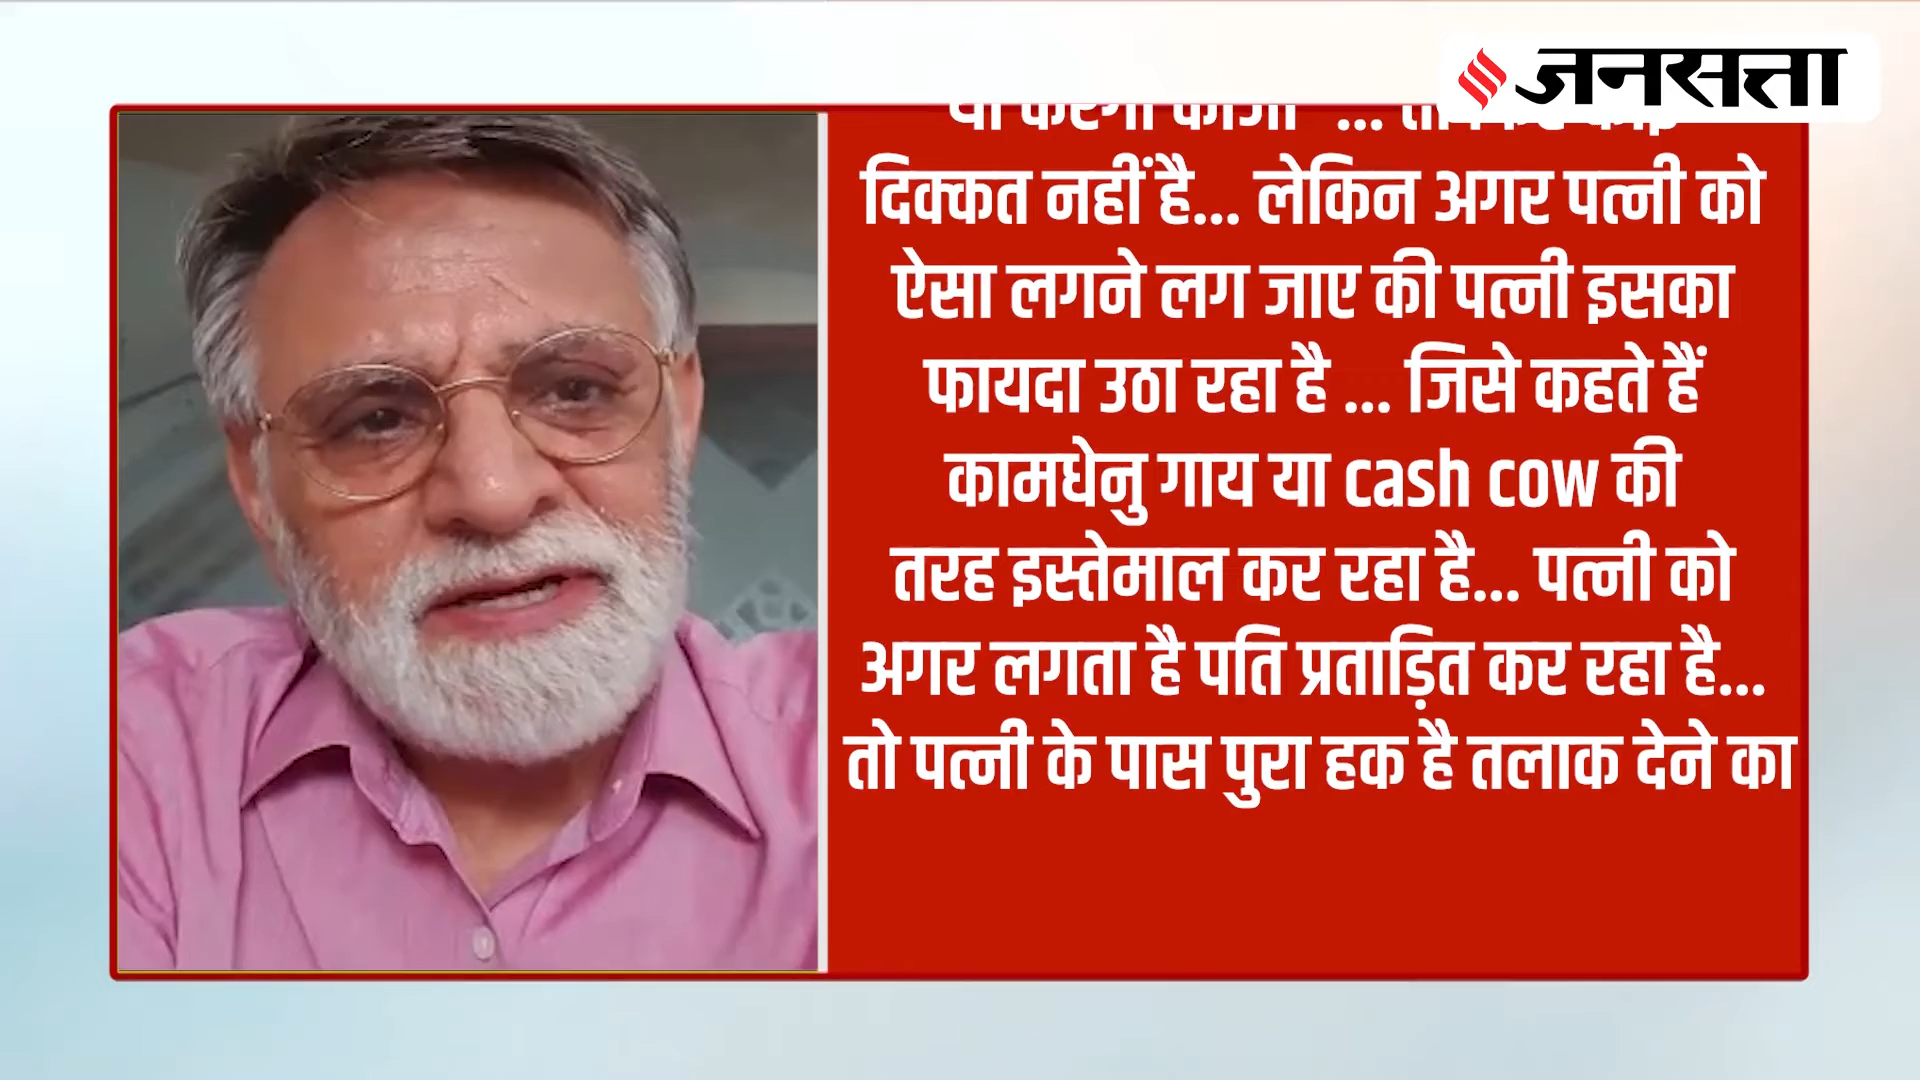 जनसत्ता
दिक्कत नहीं है... लेकिन अगर पत्नी को
ऐसा लगने लग जाए की पत्नी इसका
फायदा उठा रहा है ... जिसे कहते हैं
कामधेनु गाय या cash cow की
तरह इस्तेमाल कर रहा है... पत्नी को
अगर लगता है पति प्रताड़ित कर रहा है...
तो पत्नी के पास पुरा हक है तलाक देने का